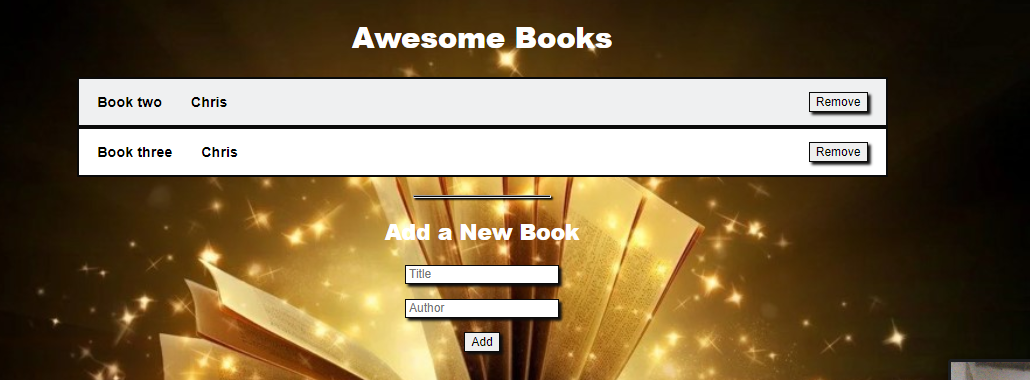 Awesome Books
Book two Chris Remove
Book three Chris Remove
Add a New Book
Title
Author
Add